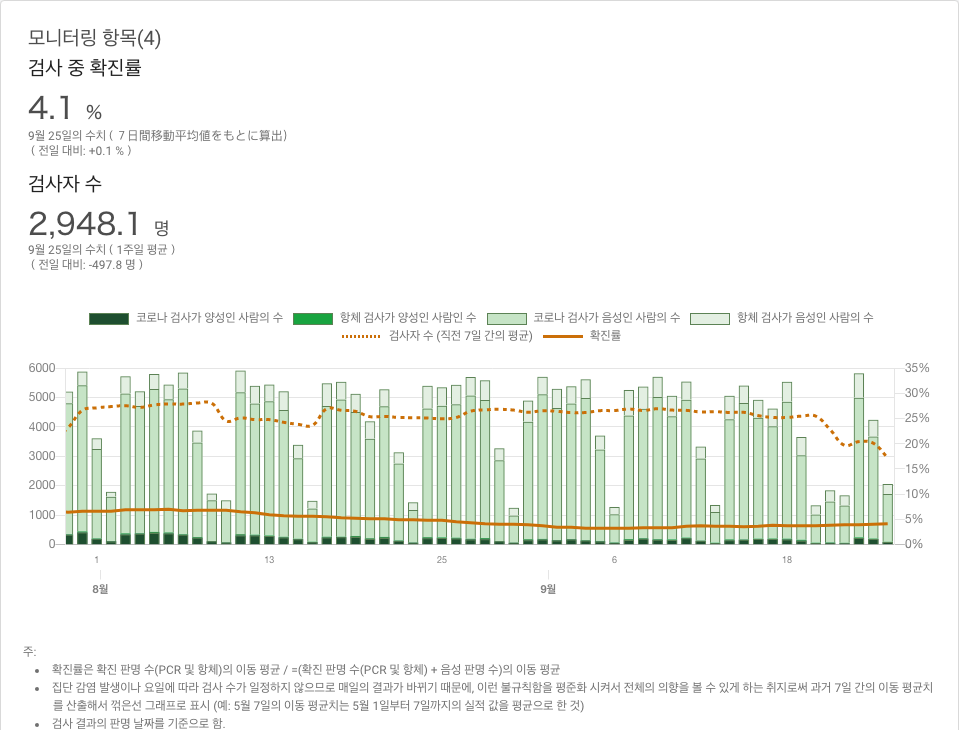 모니터링 항목(4)
검사 중 확진률
4.1 %
9월 25일의 수치 ( ７日間移動平均値をもとに算出)
( 전일 대비: +0.1 % )
검사자 수
2,948.1 명
9월 25일의 수치 ( 1주일 평균 )
( 전일 대비: -497.8 명 )
코로나 검사가 양성인 사람의 수 항체 검사가 양성인 사람인 수 코로나 검사가 음성인 사람의 수 항체 검사가 음성인 사람의 수
검사자 수 (직전 7일 간의 평균) 확진률
6000 35%
5000 30%
4000 25%
3000 20%
2000 15%
1000 10%
0 5%
0%
1 13 25 6 18
8월 9월
주:
확진률은 확진 판명 수(PCR 및 항체)의 이동 평균 / =(확진 판명 수(PCR 및 항체) + 음성 판명 수)의 이동 평균
집단 감염 발생이나 요일에 따라 검사 수가 일정하지 않으므로 매일의 결과가 바뀌기 때문에, 이런 불규칙함을 평준화 시켜서 전체의 의향을 볼 수 있게 하는 취지로써 과거 7일 간의 이동 평균치
를 산출해서 꺾은선 그래프로 표시 (예: 5월 7일의 이동 평균치는 5월 1일부터 7일까지의 실적 값을 평균으로 한 것)
검사 결과의 판명 날짜를 기준으로 함.